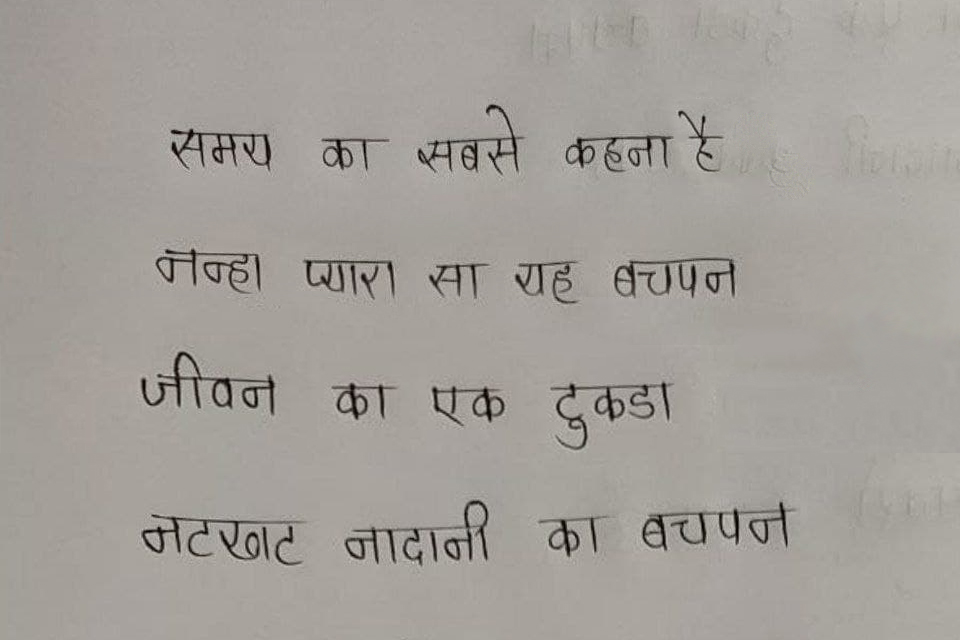 समय का सबसे कहना है
नन्हा प्यारा सा यह बचपन
जीवन का एक टुकडा
नटखट नादानी का बचपन